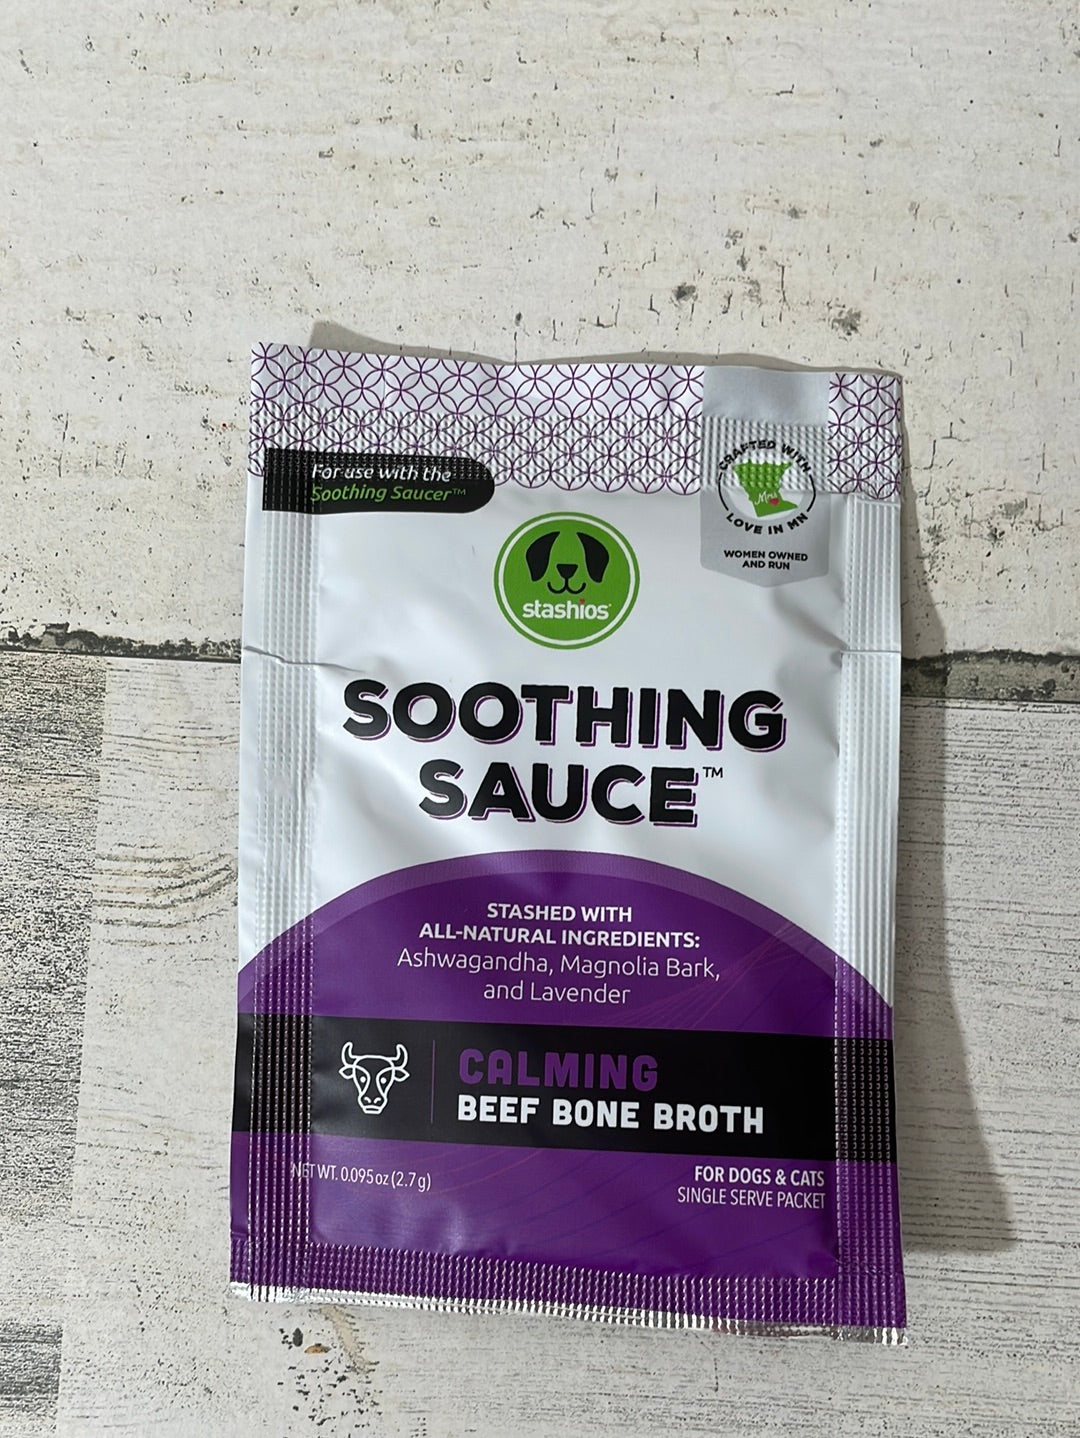 For use with the
Soothing Saucer™
CRAFTED WITH
Mrs
LOVE IN MN
WOMEN OWNED
AND RUN
stashios
SOOTHING
SAUCE™
STASHED WITH
ALL-NATURAL INGREDIENTS:
Ashwagandha, Magnolia Bark,
and Lavender
CALMING
BEEF BONE BROTH
NET WT. 0.095 oz (2.7 g)
FOR DOGS & CATS
SINGLE SERVE PACKET